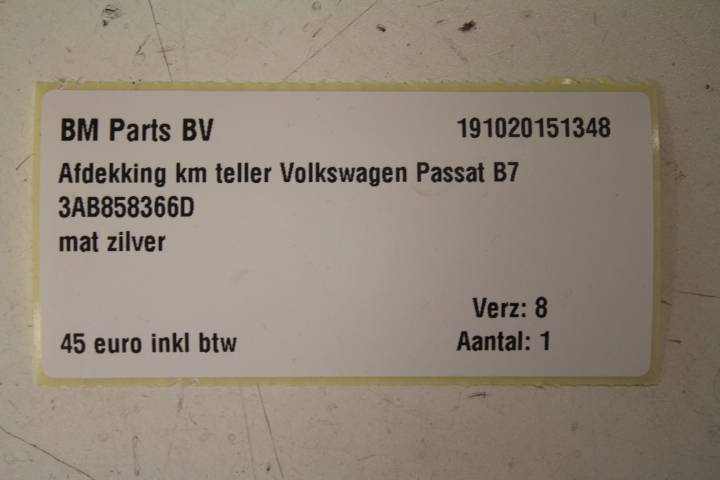 BM Parts BV 191020151348
Afdekking km teller Volkswagen Passat B7
3AB858366D
mat zilver
Verz: 8
45 euro inkl btw Aantal: 1